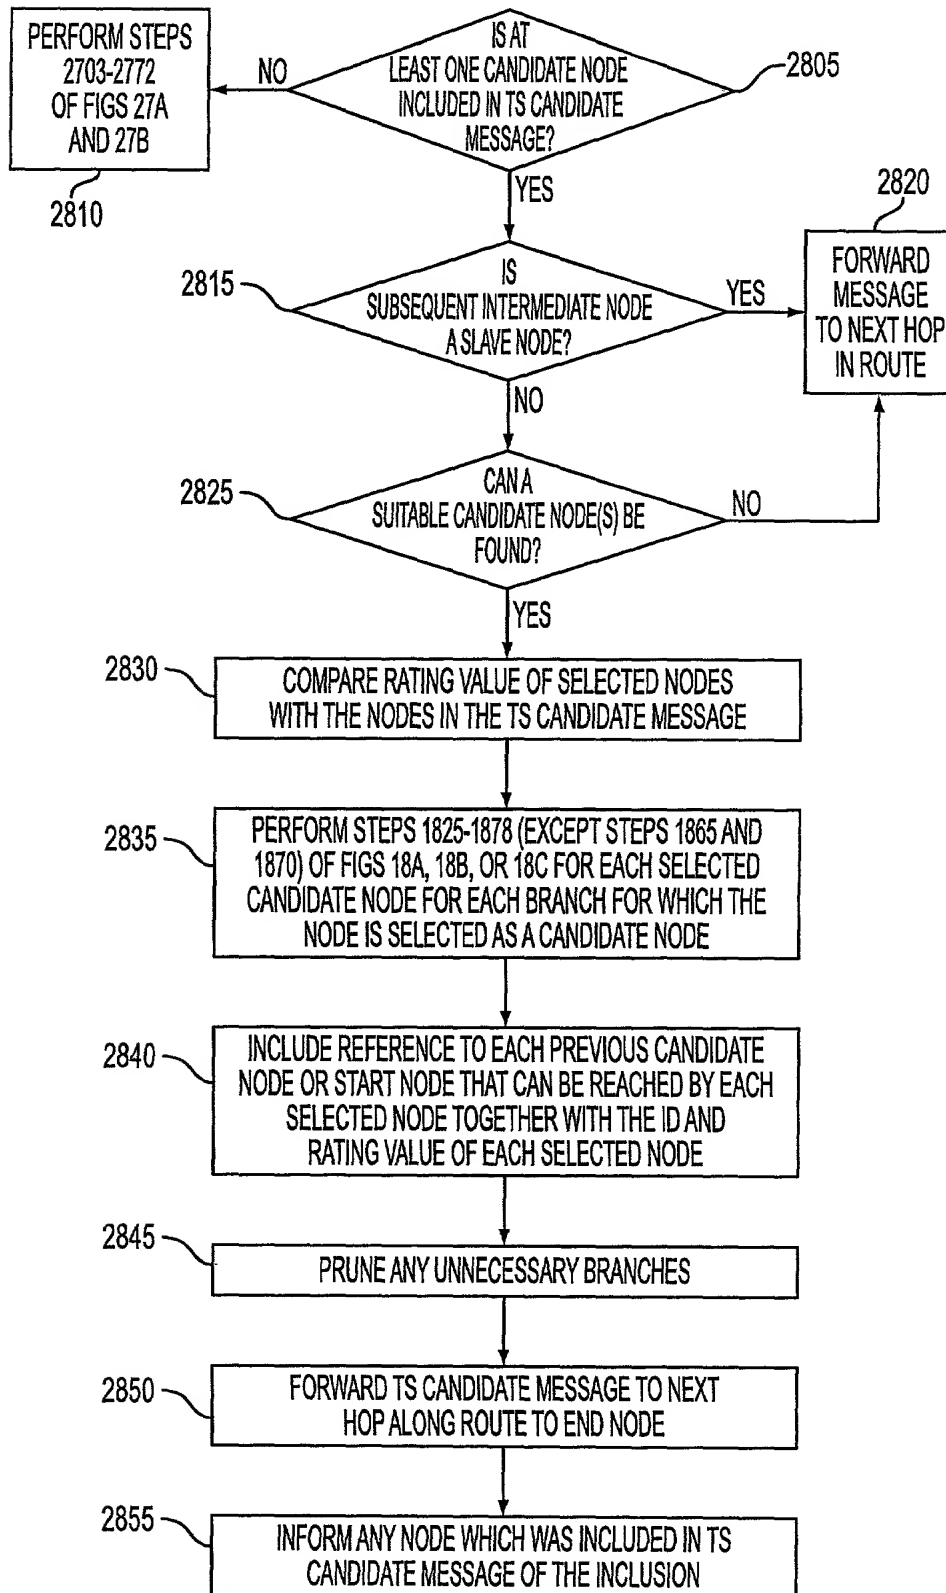 PERFORM STEPS
2703-2772
OF FIGS 27A
AND 27B
2810
NO
IS AT
LEAST ONE CANDIDATE NODE
INCLUDED IN TS CANDIDATE
MESSAGE?
2805
YES
2815
IS
SUBSEQUENT INTERMEDIATE NODE
A SLAVE NODE?
YES
2820
FORWARD
MESSAGE
TO NEXT HOP
IN ROUTE
NO
2825
CAN A
SUITABLE CANDIDATE NODE(S) BE
FOUND?
NO
YES
2830
COMPARE RATING VALUE OF SELECTED NODES
WITH THE NODES IN THE TS CANDIDATE MESSAGE
2835
PERFORM STEPS 1825-1878 (EXCEPT STEPS 1865 AND
1870) OF FIGS 18A, 18B, OR 18C FOR EACH SELECTED
CANDIDATE NODE FOR EACH BRANCH FOR WHICH THE
NODE IS SELECTED AS A CANDIDATE NODE
2840
INCLUDE REFERENCE TO EACH PREVIOUS CANDIDATE
NODE OR START NODE THAT CAN BE REACHED BY EACH
SELECTED NODE TOGETHER WITH THE ID AND
RATING VALUE OF EACH SELECTED NODE
2845
PRUNE ANY UNNECESSARY BRANCHES
2850
FORWARD TS CANDIDATE MESSAGE TO NEXT
HOP ALONG ROUTE TO END NODE
2855
INFORM ANY NODE WHICH WAS INCLUDED IN TS
CANDIDATE MESSAGE OF THE INCLUSION